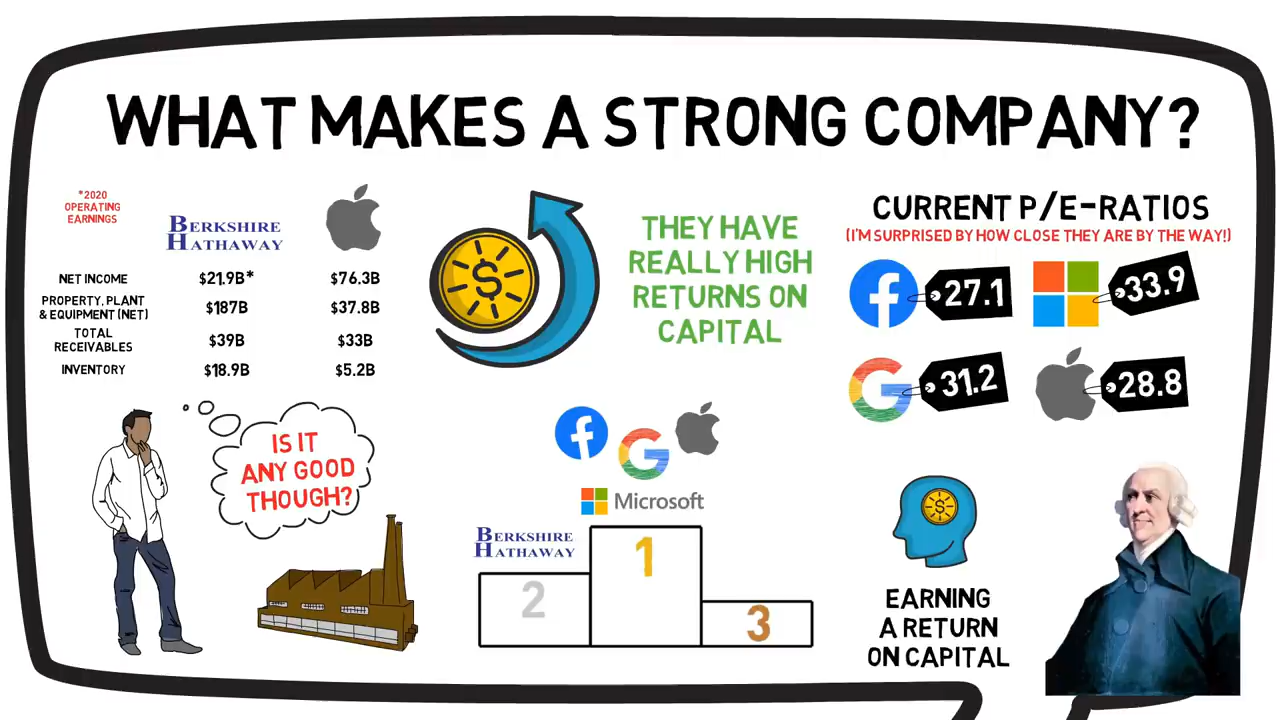 WHAT MAKES A STRONG COMPANY?
*2020
OPERATING
EARNINGS
BERKSHIRE
HATHAWAY
NET INCOME $21.9B* $76.3B
PROPERTY, PLANT
& EQUIPMENT (NET) $187B $37.8B
TOTAL
RECEIVABLES $39B $33B
INVENTORY $18.9B $5.2B
$
THEY HAVE
REALLY HIGH
RETURNS ON
CAPITAL
CURRENT P/E-RATIOS
(I'M SURPRISED BY HOW CLOSE THEY ARE BY THE WAY!)
f 27.1 33.9
G 31.2 28.8
IS IT
ANY GOOD
THOUGH?
f
G
Microsoft
BERKSHIRE
HATHAWAY
1
2
3
$
EARNING
A RETURN
ON CAPITAL